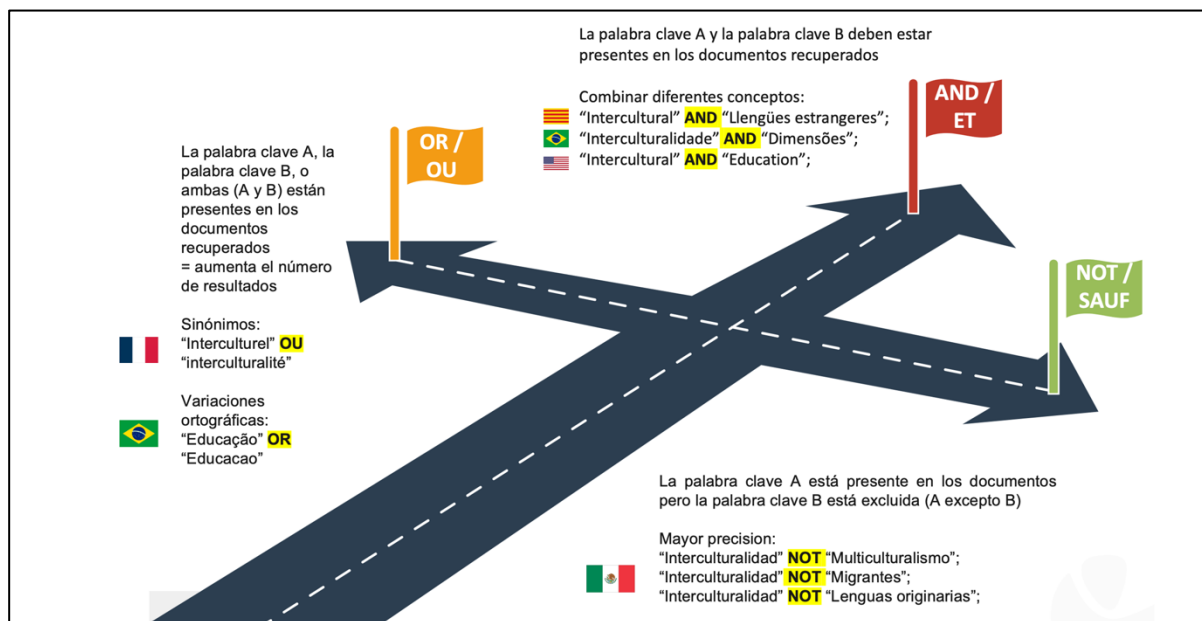 La palabra clave A y la palabra clave B deben estar
presentes en los documentos recuperados
Combinar diferentes conceptos:
“Intercultural” AND “Llengües estrangeres”;
“Interculturalidade” AND “Dimensões”;
“Intercultural” AND “Education”;
AND /
ET
OR /
OU
La palabra clave A, la
palabra clave B, o
ambas (A y B) están
presentes en los
documentos
recuperados
= aumenta el número
de resultados
Sinónimos:
“Interculturel” OU
“interculturalité”
Variaciones
ortográficas:
“Educação” OR
“Educacao”
NOT /
SAUF
La palabra clave A está presente en los documentos
pero la palabra clave B está excluida (A excepto B)
Mayor precision:
“Interculturalidad” NOT “Multiculturalismo”;
“Interculturalidad” NOT “Migrantes”;
“Interculturalidad” NOT “Lenguas originarias”;